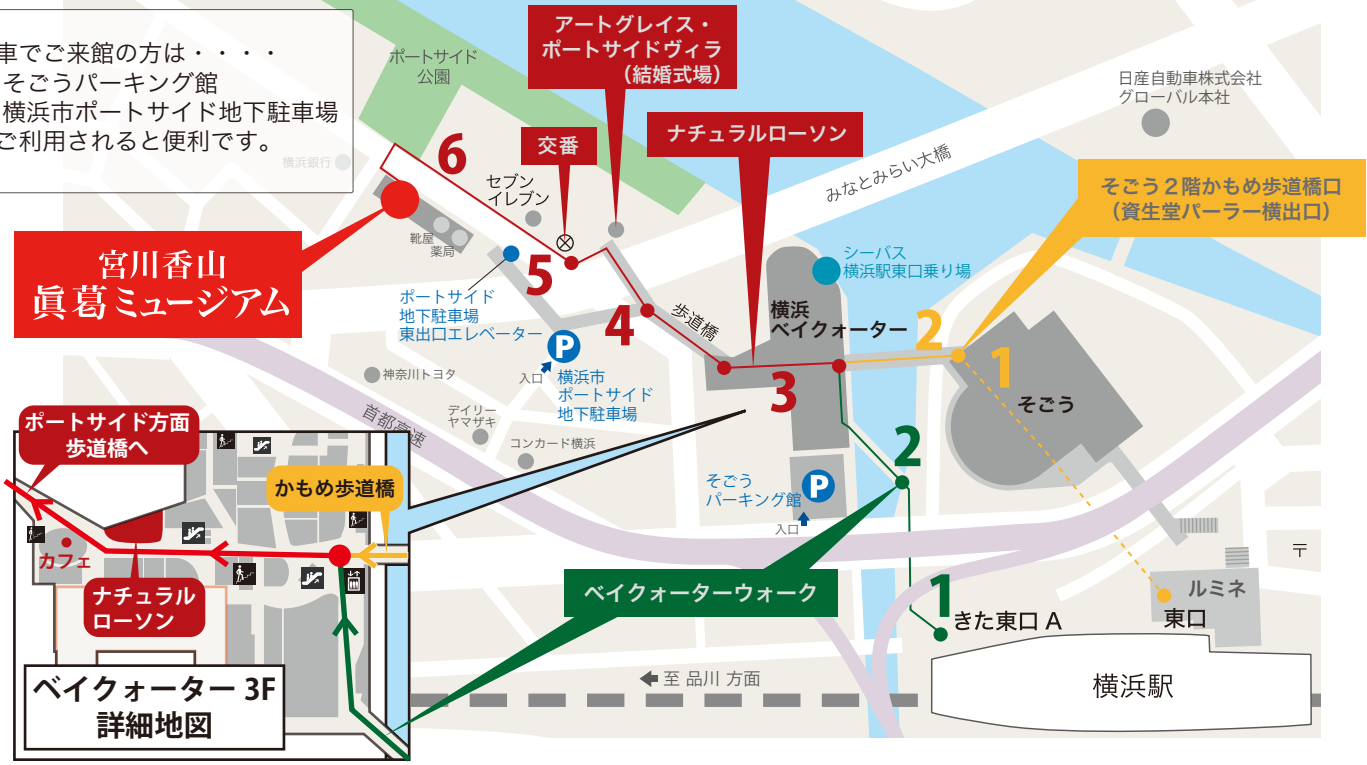 車でご来館の方は・・・・
そごうパーキング館
横浜市ポートサイド地下駐車場
ご利用されると便利です。
横浜銀行
ポートサイド
公園
アートグレイス・
ポートサイドヴィラ
（結婚式場）
日産自動車株式会社
グローバル本社
交番
ナチュラルローソン
みなとみらい大橋
そごう２階かもめ歩道橋口
（資生堂パーラー横出口）
6
セブン
イレブン
靴屋
薬局
宮川香山
眞葛ミュージアム
5
ポートサイド
地下駐車場
東出口エレベーター
4
歩道橋
シーバス
横浜駅東口乗り場
横浜
ベイクォーター
2
1
3
そごう
P
入口
横浜市
ポートサイド
地下駐車場
神奈川トヨタ
首都高速
デイリー
ヤマザキ
コンカード横浜
2
そごう
パーキング館
P
入口
〒
ルミネ
東口
1
きた東口 A
ベイクォーターウォーク
至 品川 方面
横浜駅
ポートサイド方面
歩道橋へ
かもめ歩道橋
カフェ
ナチュラル
ローソン
ベイクォーター 3F
詳細地図